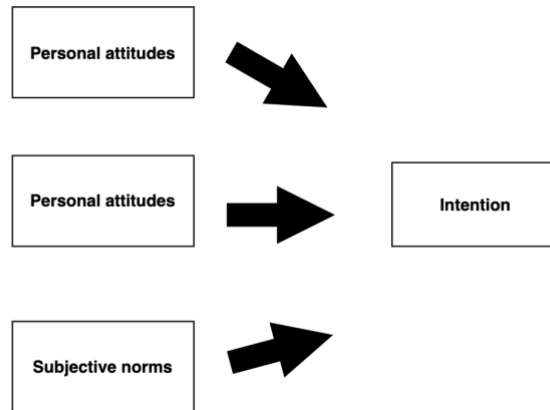 Personal attitudes
Personal attitudes
Intention
Subjective norms